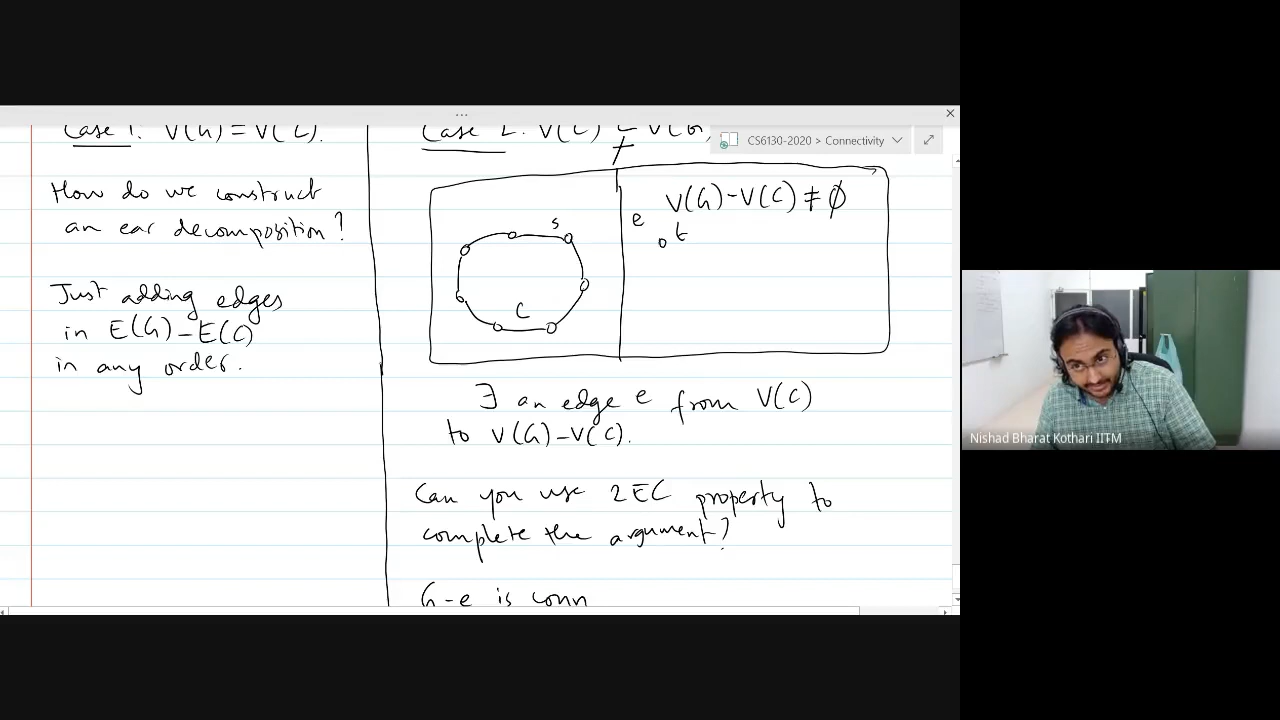 Case 1: V(G) = V(C).
How do we construct
an ear decomposition?
Just adding edges
in E(G) - E(C)
in any order.
Case 2: V(C) ⊊ V(G)
CS6130-2020 > Connectivity
V(G) - V(C) ≠ ∅
e
t
s
C
∃ an edge e from V(C)
to V(G) - V(C).
Can you use 2EC property to
complete the argument?
G - e is conn
Nishad Bharat Kothari IITM